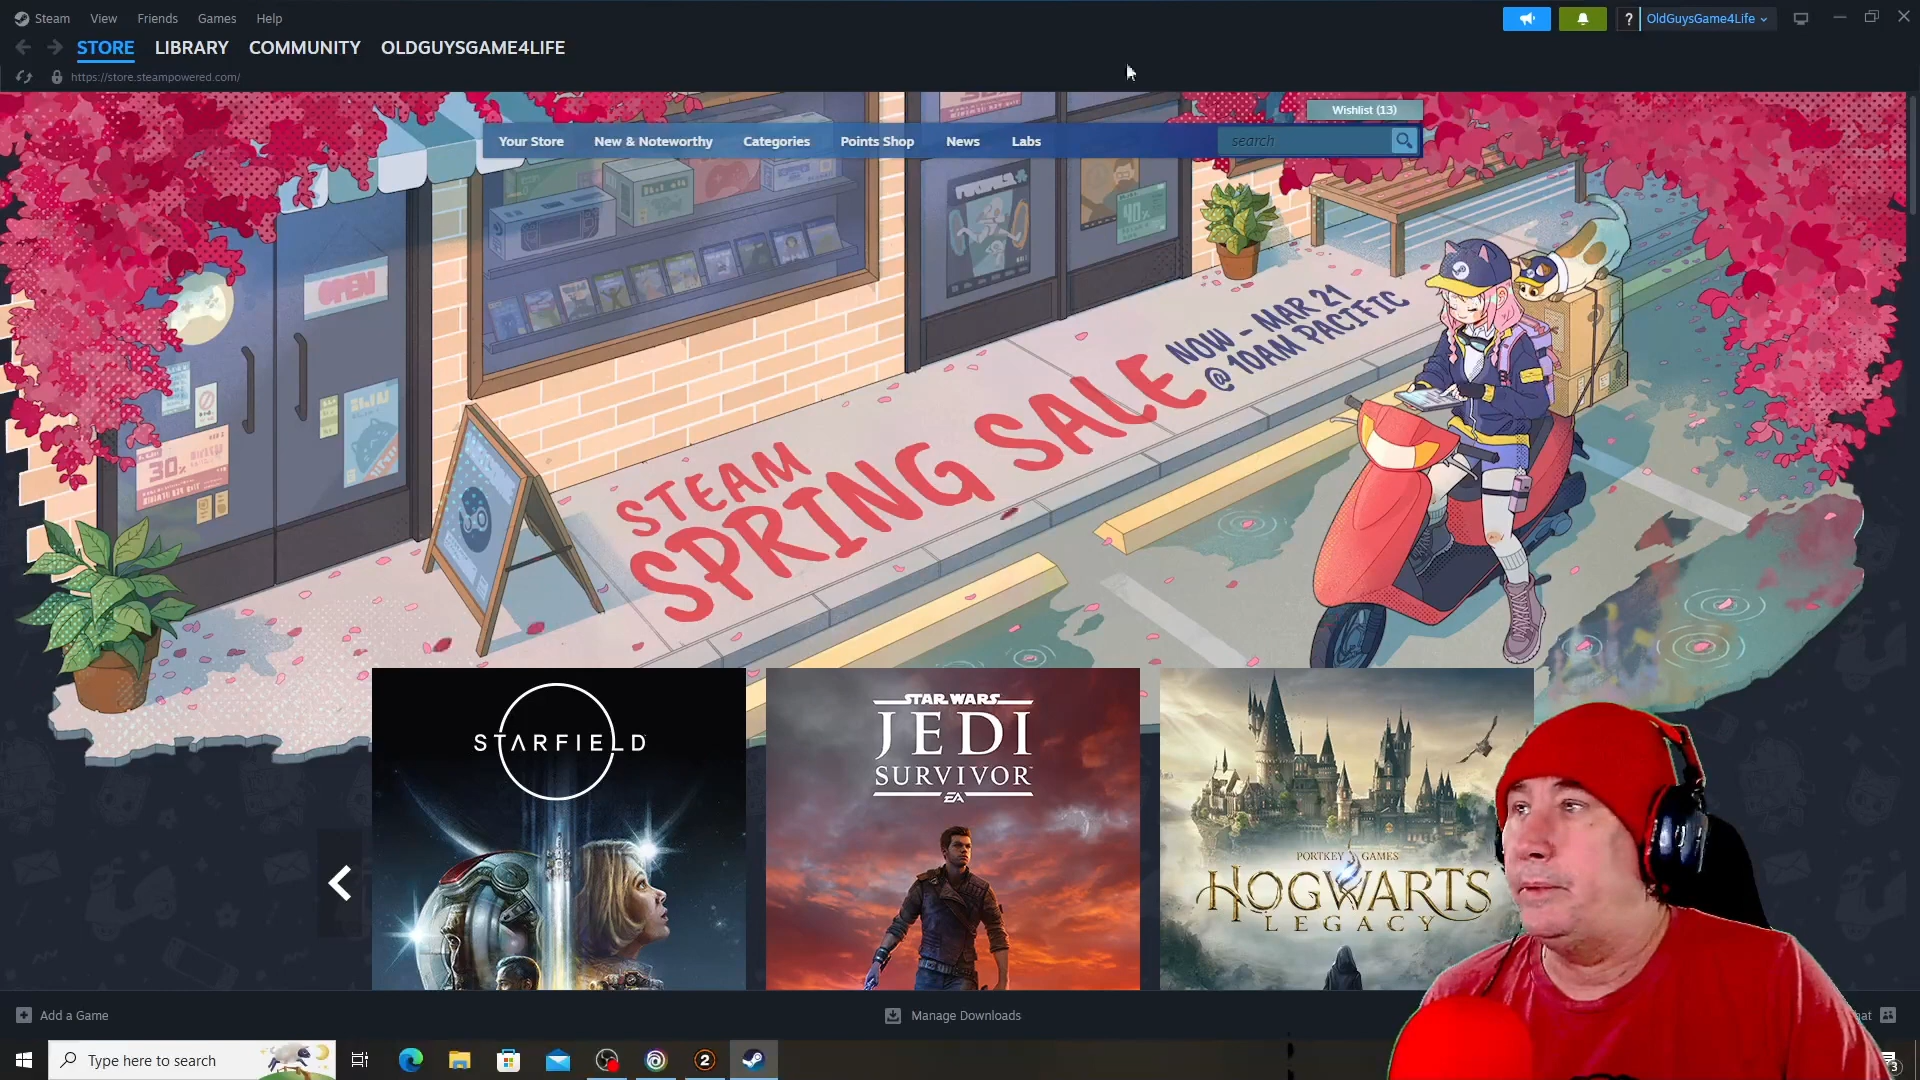 Steam View Friends Games Help
? OldGuysGame4Life
STORE LIBRARY COMMUNITY OLDGUYSGAME4LIFE
https://store.steampowered.com/
Wishlist (13)
Your Store New & Noteworthy Categories Points Shop News Labs search
OPEN
40%
30%
NOW - MAR 21
@ 10AM PACIFIC
STEAM
SPRING SALE
STARFIELD
STAR WARS
JEDI
SURVIVOR
EA
PORTKEY GAMES
HOGWARTS
LEGACY
Add a Game
Manage Downloads
Type here to search
2
3